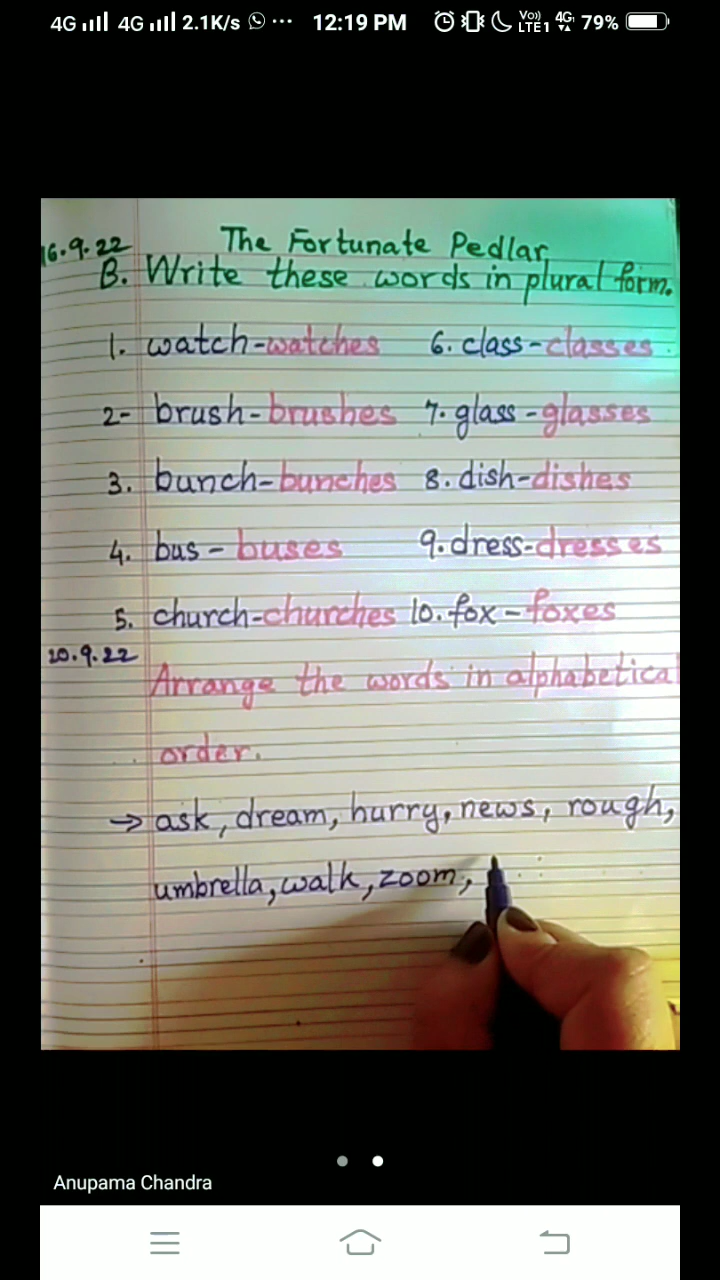 4G 4G 2.1K/s ... 12:19 PM Vo)) LTE1 4G 79%
16.9.22 The Fortunate Pedlar
B. Write these words in plural form.
1. watch-watches 6. class-classes
2- brush-brushes 7. glass-glasses
3. bunch-bunches 8. dish-dishes
4. bus-buses 9. dress-dresses
5. church-churches 10. fox-foxes
20.9.22
Arrange the words in alphabetical
order.
→ ask, dream, hurry, news, rough,
umbrella, walk, zoom,
Anupama Chandra